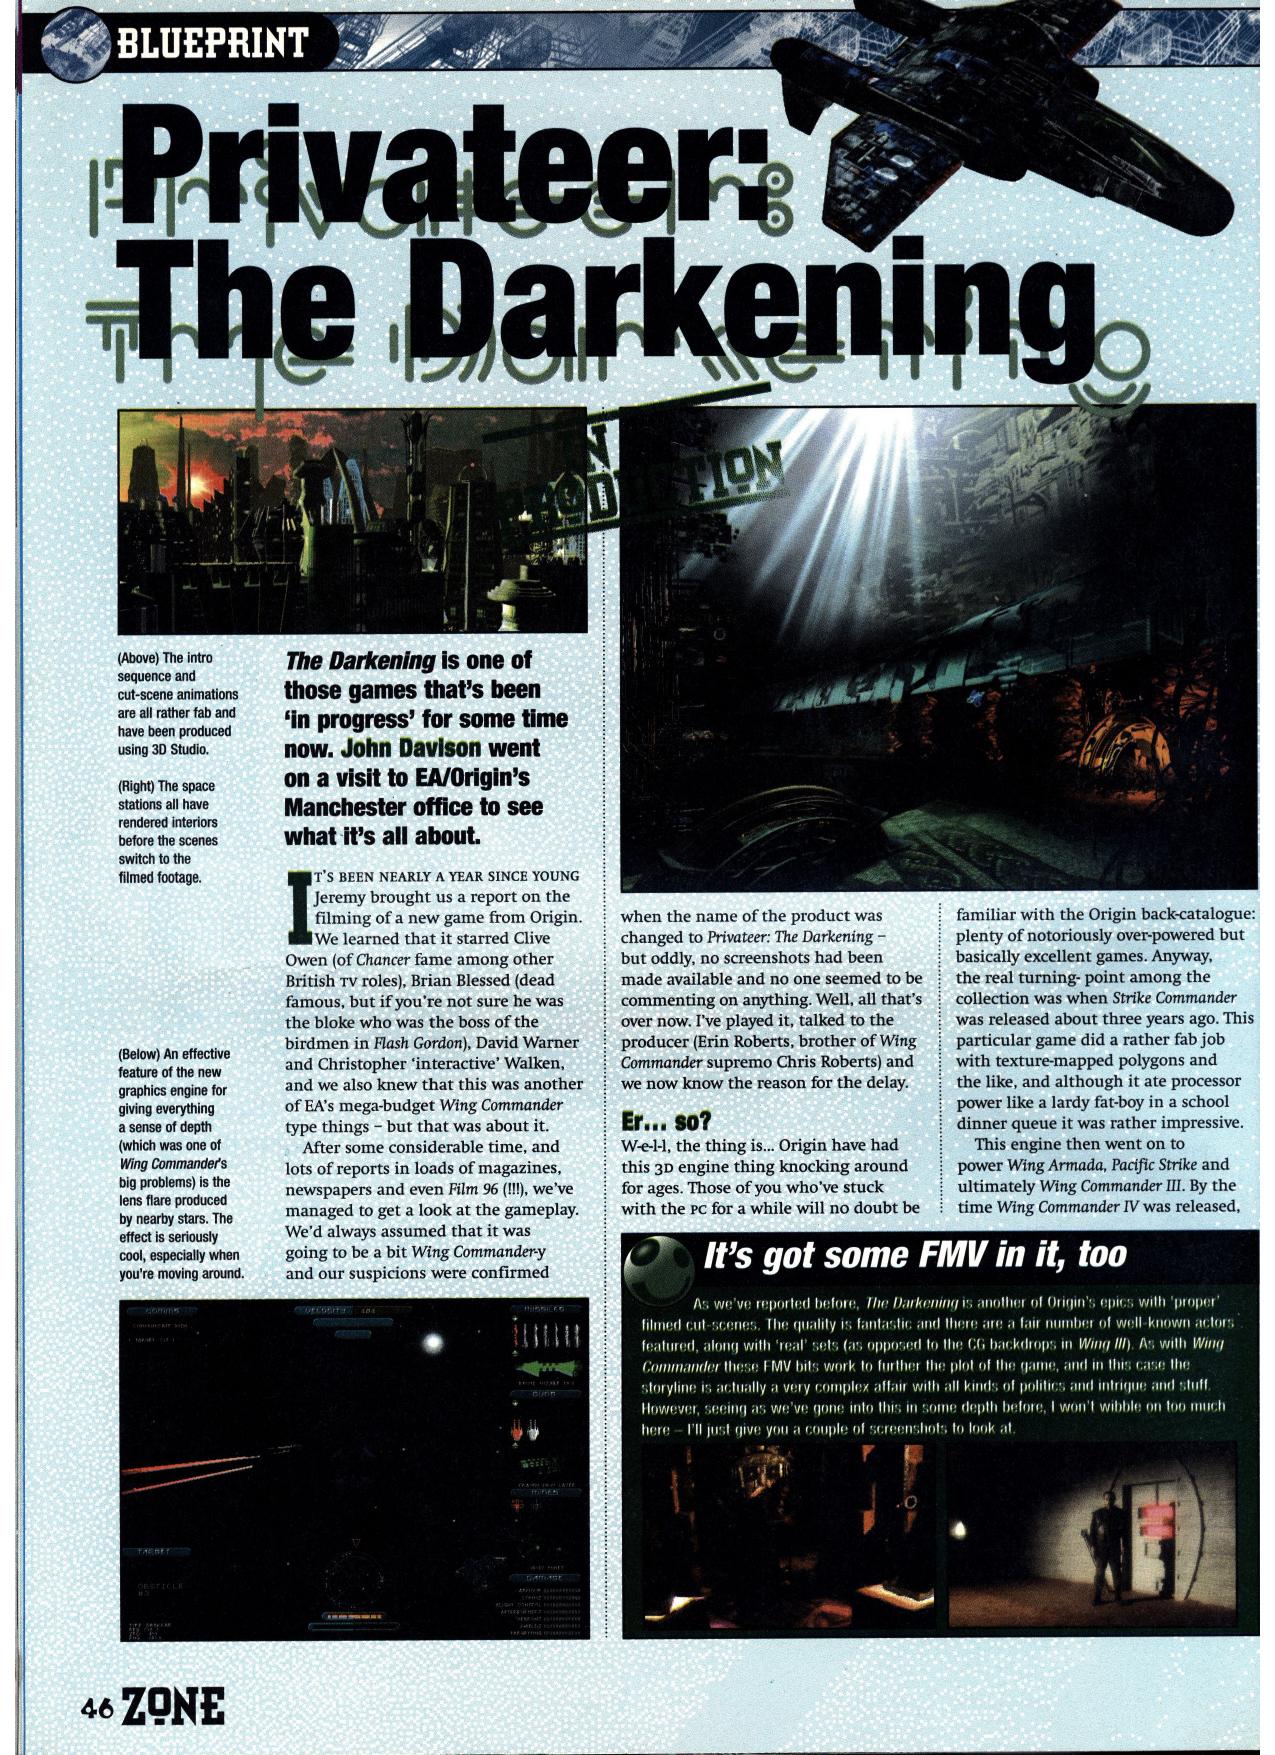 BLUEPRINT
Privateer:
The Darkening
IN
PRODUCTION
(Above) The intro
sequence and
cut-scene animations
are all rather fab and
have been produced
using 3D Studio.
(Right) The space
stations all have
rendered interiors
before the scenes
switch to the
filmed footage.
The Darkening is one of
those games that's been
'in progress' for some time
now. John Davison went
on a visit to EA/Origin's
Manchester office to see
what it's all about.
IT'S BEEN NEARLY A YEAR SINCE YOUNG
Jeremy brought us a report on the
filming of a new game from Origin.
We learned that it starred Clive
Owen (of Chancer fame among other
British TV roles), Brian Blessed (dead
famous, but if you're not sure he was
the bloke who was the boss of the
birdmen in Flash Gordon), David Warner
and Christopher 'interactive' Walken,
and we also knew that this was another
of EA's mega-budget Wing Commander
type things – but that was about it.
After some considerable time, and
lots of reports in loads of magazines,
newspapers and even Film 96 (!!!), we've
managed to get a look at the gameplay.
We'd always assumed that it was
going to be a bit Wing Commander-y
and our suspicions were confirmed
(Below) An effective
feature of the new
graphics engine for
giving everything
a sense of depth
(which was one of
Wing Commander's
big problems) is the
lens flare produced
by nearby stars. The
effect is seriously
cool, especially when
you're moving around.
when the name of the product was
changed to Privateer: The Darkening –
but oddly, no screenshots had been
made available and no one seemed to be
commenting on anything. Well, all that's
over now. I've played it, talked to the
producer (Erin Roberts, brother of Wing
Commander supremo Chris Roberts) and
we now know the reason for the delay.
Er... so?
W-e-l-l, the thing is... Origin have had
this 3D engine thing knocking around
for ages. Those of you who've stuck
with the PC for a while will no doubt be
familiar with the Origin back-catalogue:
plenty of notoriously over-powered but
basically excellent games. Anyway,
the real turning- point among the
collection was when Strike Commander
was released about three years ago. This
particular game did a rather fab job
with texture-mapped polygons and
the like, and although it ate processor
power like a lardy fat-boy in a school
dinner queue it was rather impressive.
This engine then went on to
power Wing Armada, Pacific Strike and
ultimately Wing Commander III. By the
time Wing Commander IV was released,
It's got some FMV in it, too
As we've reported before, The Darkening is another of Origin's epics with 'proper'
filmed cut-scenes. The quality is fantastic and there are a fair number of well-known actors
featured, along with 'real' sets (as opposed to the CG backdrops in Wing III). As with Wing
Commander these FMV bits work to further the plot of the game, and in this case the
storyline is actually a very complex affair with all kinds of politics and intrigue and stuff.
However, seeing as we've gone into this in some depth before, I won't wibble on too much
here – I'll just give you a couple of screenshots to look at.
COMMS
VELOCITY 404
MISSILES
GUNS
MINES
DAMAGE
TARGET
OBSTICLE
46 ZONE